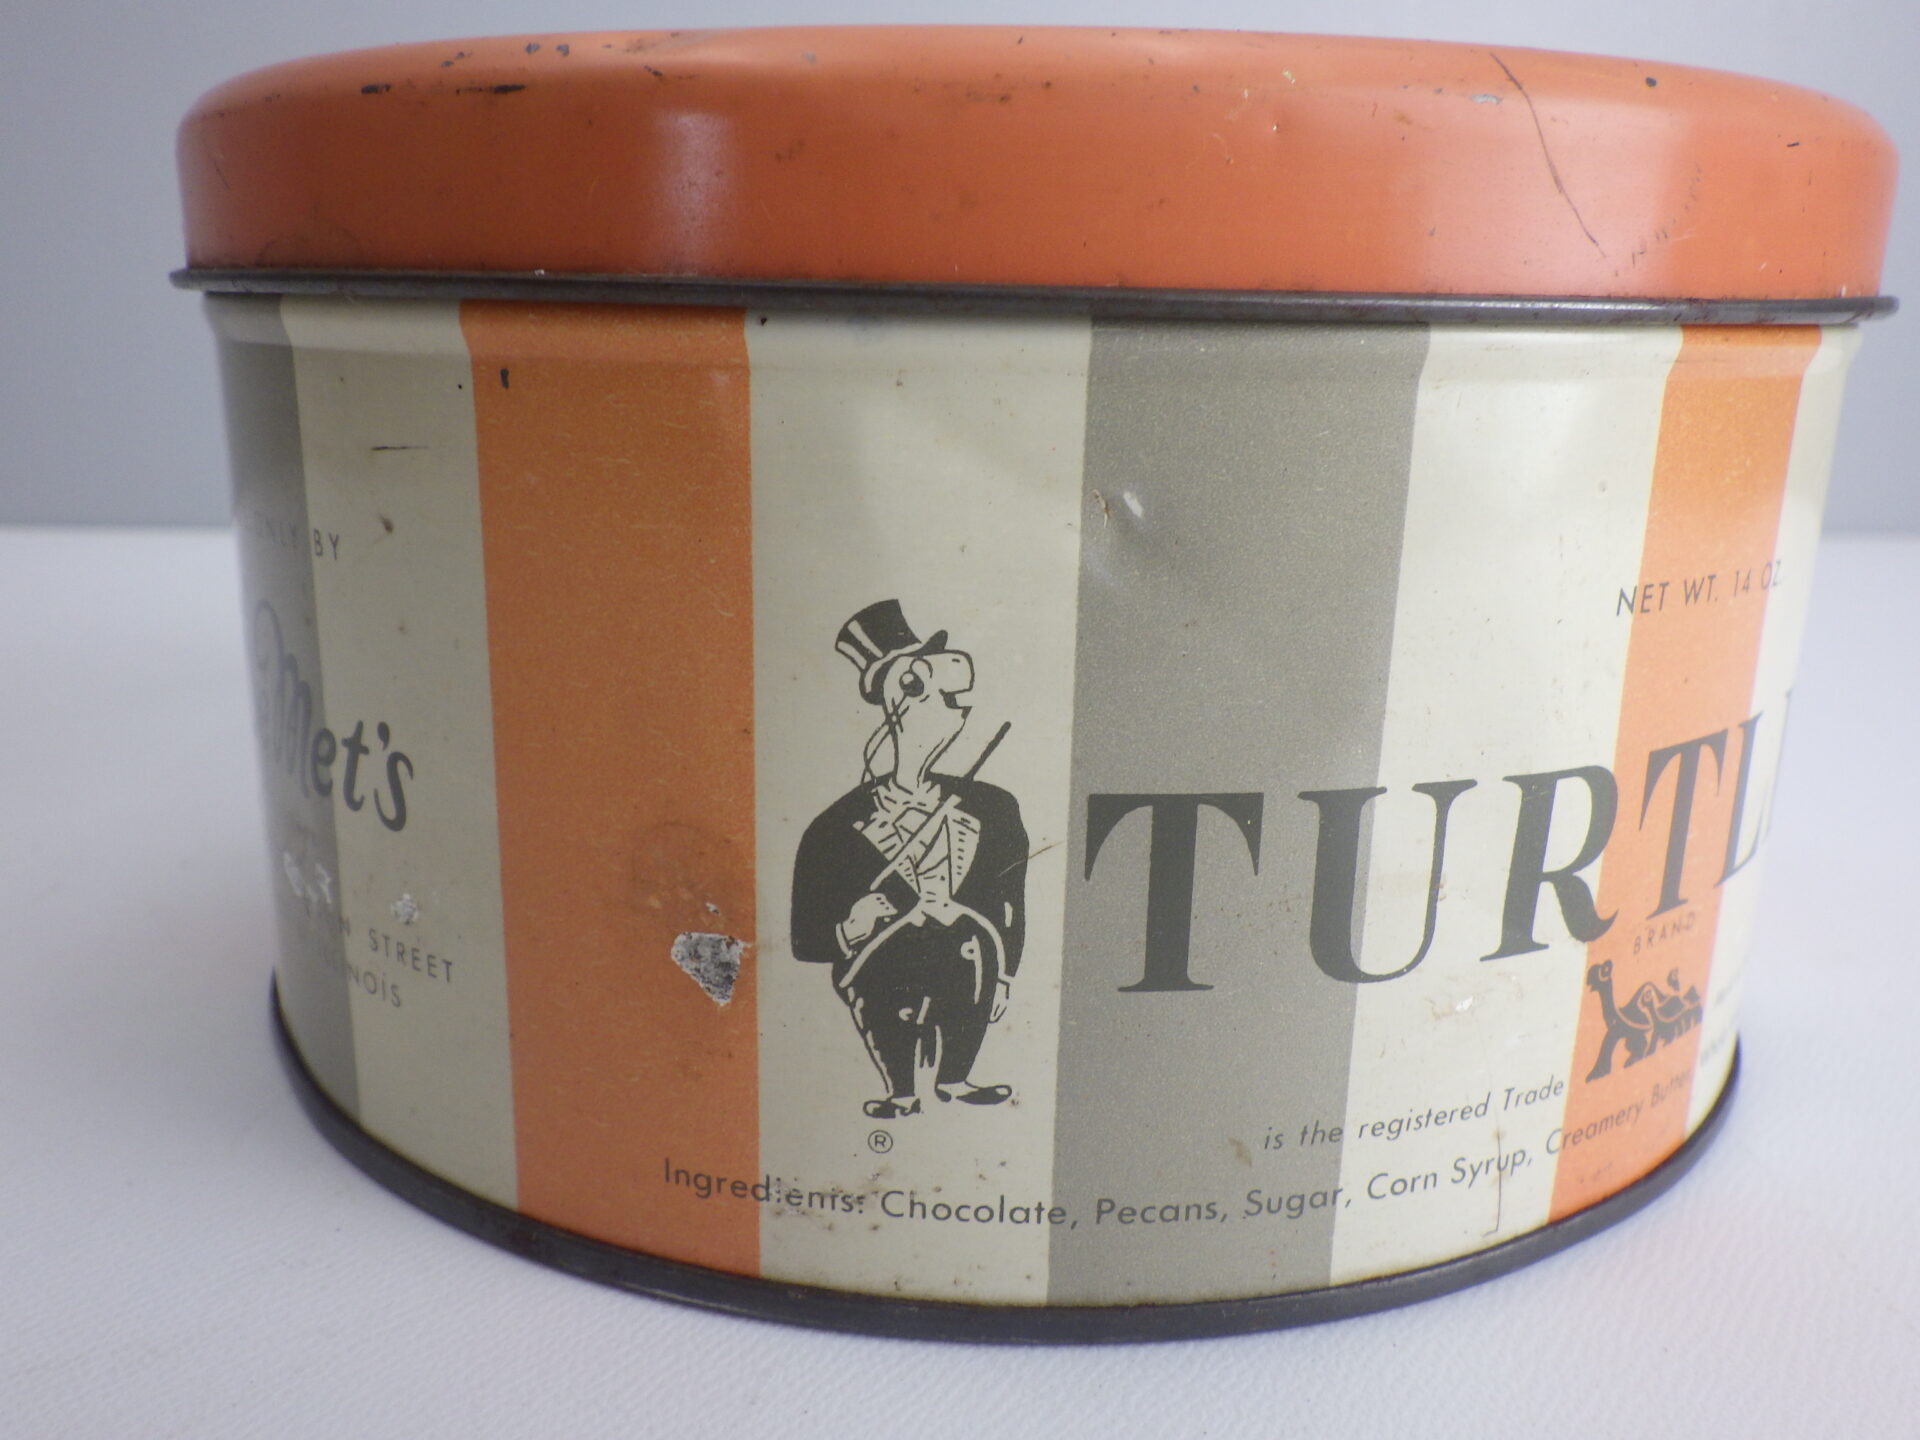 ONLY BY
Met's
STREET
NET WT. 14 OZ.
TURTL
BRAND
®
is the registered Trade
Ingredients: Chocolate, Pecans, Sugar, Corn Syrup, Creamery Butter,